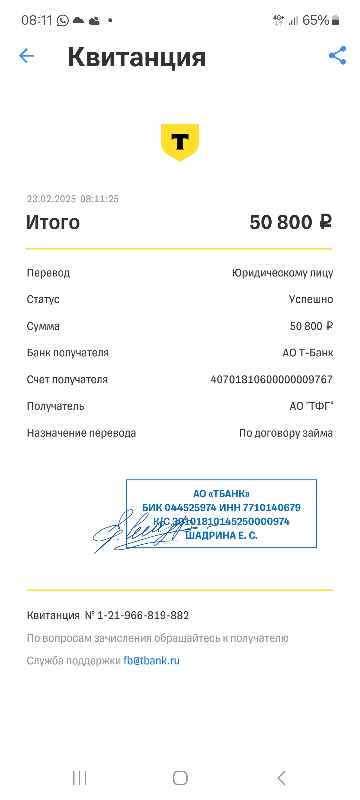 08:11 4G+ 65%
Квитанция
Т
23.02.2025 08:11:25
Итого 50 800 ₽
Перевод Юридическому лицу
Статус Успешно
Сумма 50 800 ₽
Банк получателя АО Т-Банк
Счет получателя 40701810600000009767
Получатель АО "ТФГ"
Назначение перевода По договору займа
АО «ТБАНК»
БИК 044525974 ИНН 7710140679
К/С 30101810145250000974
ШАДРИНА Е. С.
Квитанция № 1-21-966-819-882
По вопросам зачисления обращайтесь к получателю
Служба поддержки fb@tbank.ru